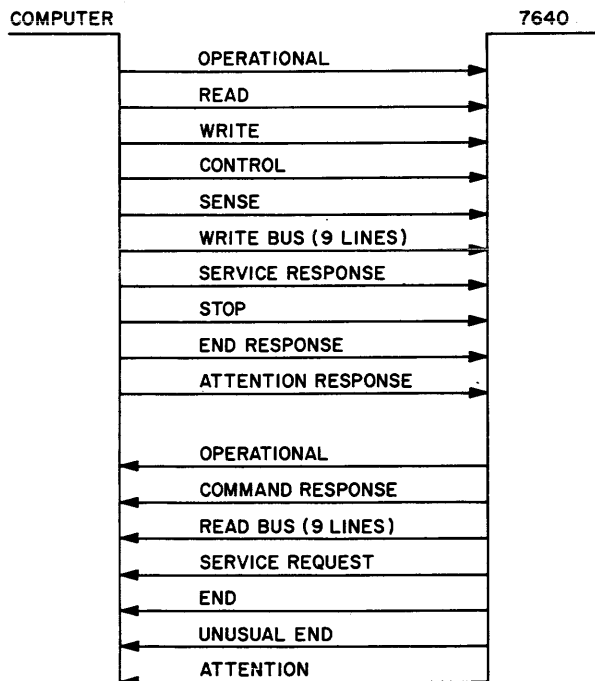 COMPUTER 7640
OPERATIONAL
READ
WRITE
CONTROL
SENSE
WRITE BUS (9 LINES)
SERVICE RESPONSE
STOP
END RESPONSE
ATTENTION RESPONSE
OPERATIONAL
COMMAND RESPONSE
READ BUS (9 LINES)
SERVICE REQUEST
END
UNUSUAL END
ATTENTION